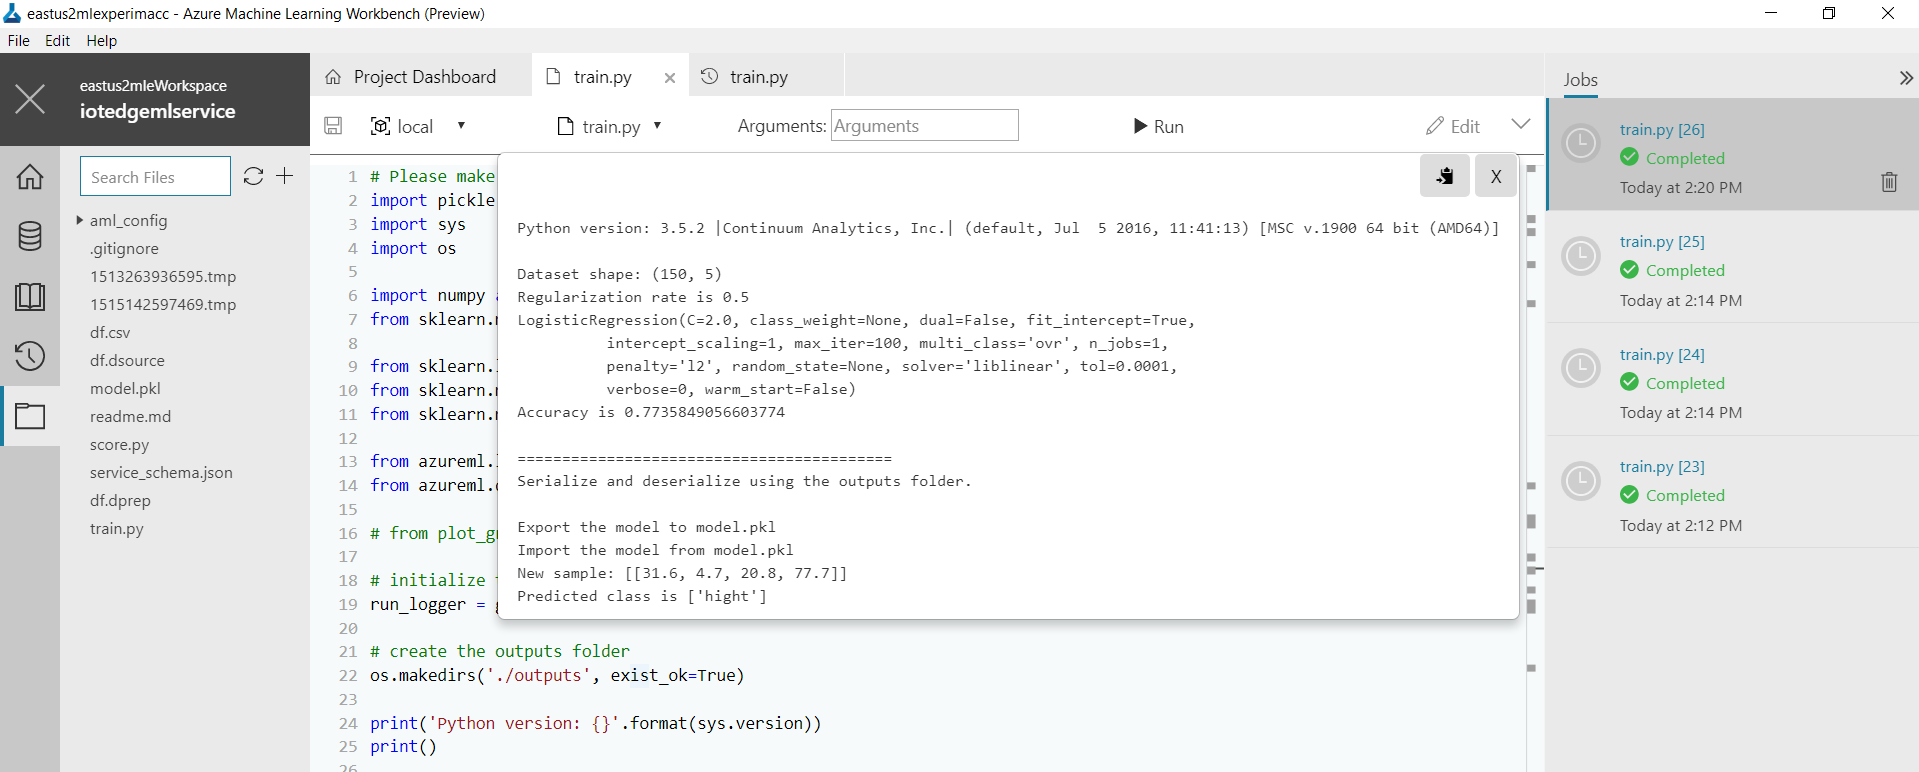 eastus2mlexperimacc - Azure Machine Learning Workbench (Preview)
File Edit Help
eastus2mleWorkspace
iotedgemlservice
Search Files
aml_config
.gitignore
1513263936595.tmp
1515142597469.tmp
df.csv
df.dsource
model.pkl
readme.md
score.py
service_schema.json
df.dprep
train.py
Project Dashboard train.py train.py
local train.py Arguments: Arguments Run Edit
1 # Please make
2 import pickle
3 import sys
4 import os
5
6 import numpy
7 from sklearn.
8
9 from sklearn.
10 from sklearn.
11 from sklearn.
12
13 from azureml.
14 from azureml.
15
16 # from plot_g
17
18 # initialize
19 run_logger =
20
21 # create the outputs folder
22 os.makedirs('./outputs', exist_ok=True)
23
24 print('Python version: {}'.format(sys.version))
25 print()
26
X
Python version: 3.5.2 |Continuum Analytics, Inc.| (default, Jul  5 2016, 11:41:13) [MSC v.1900 64 bit (AMD64)]
Dataset shape: (150, 5)
Regularization rate is 0.5
LogisticRegression(C=2.0, class_weight=None, dual=False, fit_intercept=True,
intercept_scaling=1, max_iter=100, multi_class='ovr', n_jobs=1,
penalty='l2', random_state=None, solver='liblinear', tol=0.0001,
verbose=0, warm_start=False)
Accuracy is 0.7735849056603774
==========================================
Serialize and deserialize using the outputs folder.
Export the model to model.pkl
Import the model from model.pkl
New sample: [[31.6, 4.7, 20.8, 77.7]]
Predicted class is ['hight']
Jobs
train.py [26]
Completed
Today at 2:20 PM
train.py [25]
Completed
Today at 2:14 PM
train.py [24]
Completed
Today at 2:14 PM
train.py [23]
Completed
Today at 2:12 PM